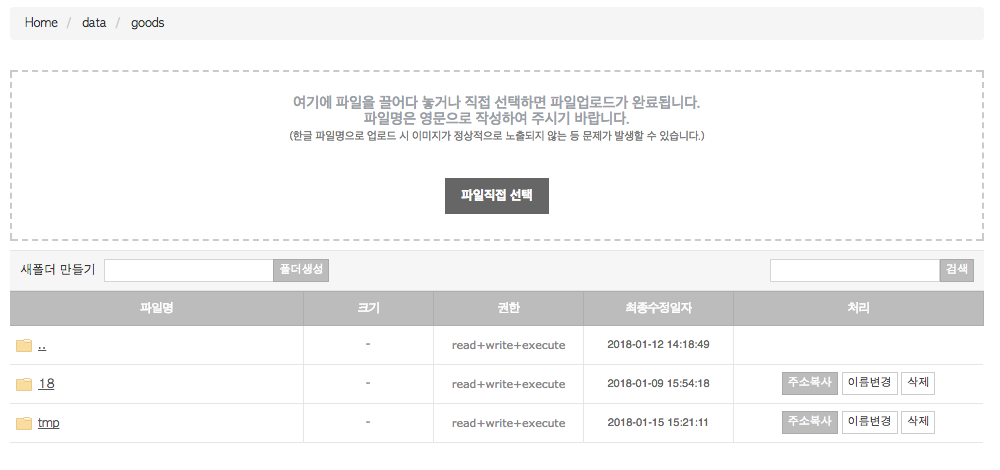 Home / data / goods
여기에 파일을 끌어다 놓거나 직접 선택하면 파일업로드가 완료됩니다.
파일명은 영문으로 작성하여 주시기 바랍니다.
(한글 파일명으로 업로드 시 이미지가 정상적으로 노출되지 않는 등 문제가 발생할 수 있습니다.)
파일직접 선택
새폴더 만들기 폴더생성 검색
파일명 크기 권한 최종수정일자 처리
.. - read+write+execute 2018-01-12 14:18:49
18 - read+write+execute 2018-01-09 15:54:18 주소복사 이름변경 삭제
tmp - read+write+execute 2018-01-15 15:21:11 주소복사 이름변경 삭제